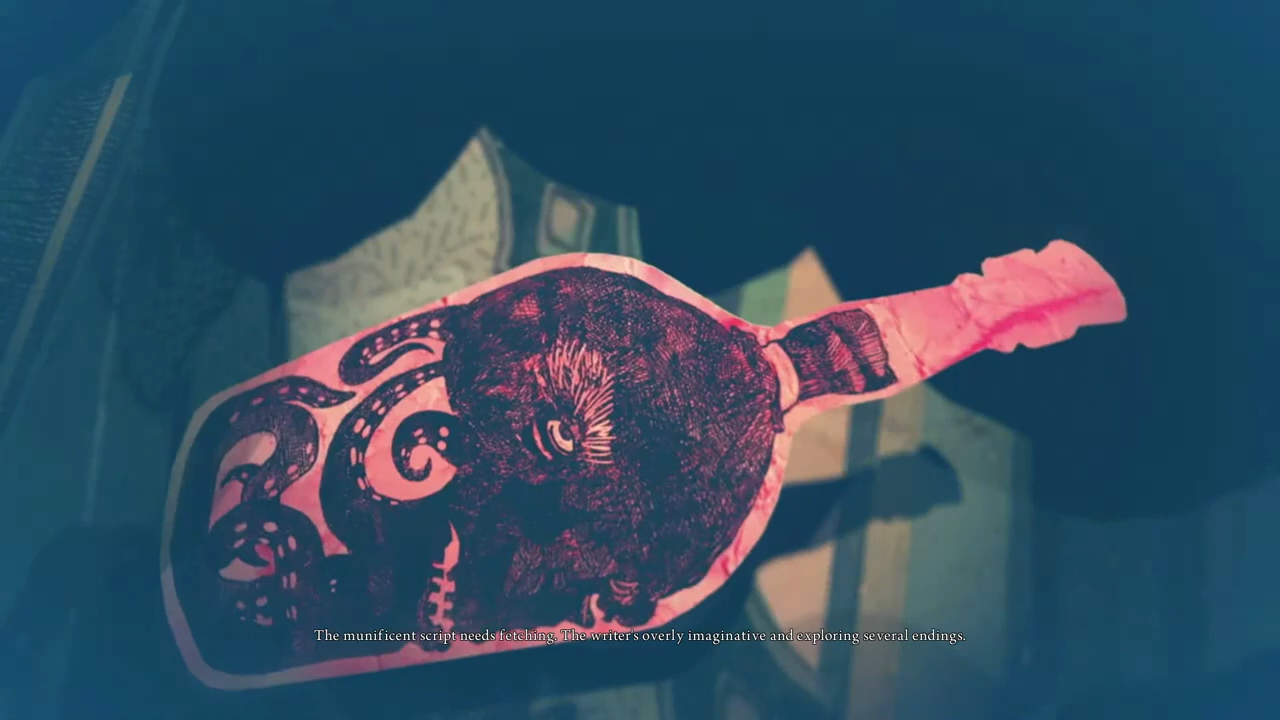 The munificent script needs fetching. The writer's overly imaginative and exploring several endings.